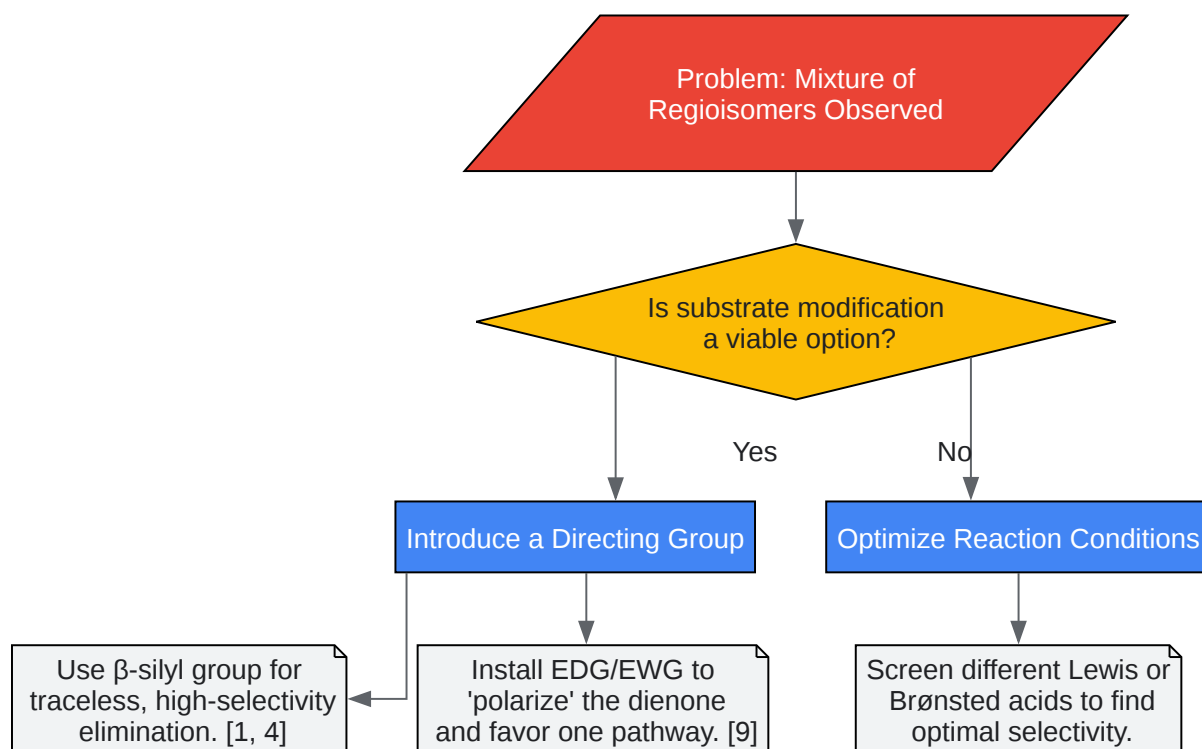 Problem: Mixture of
Regioisomers Observed
Is substrate modification
a viable option?
Yes
No
Introduce a Directing Group
Optimize Reaction Conditions
Use β-silyl group for
traceless, high-selectivity
elimination. [1, 4]
Install EDG/EWG to
'polarize' the dienone
and favor one pathway. [9]
Screen different Lewis or
Brønsted acids to find
optimal selectivity.